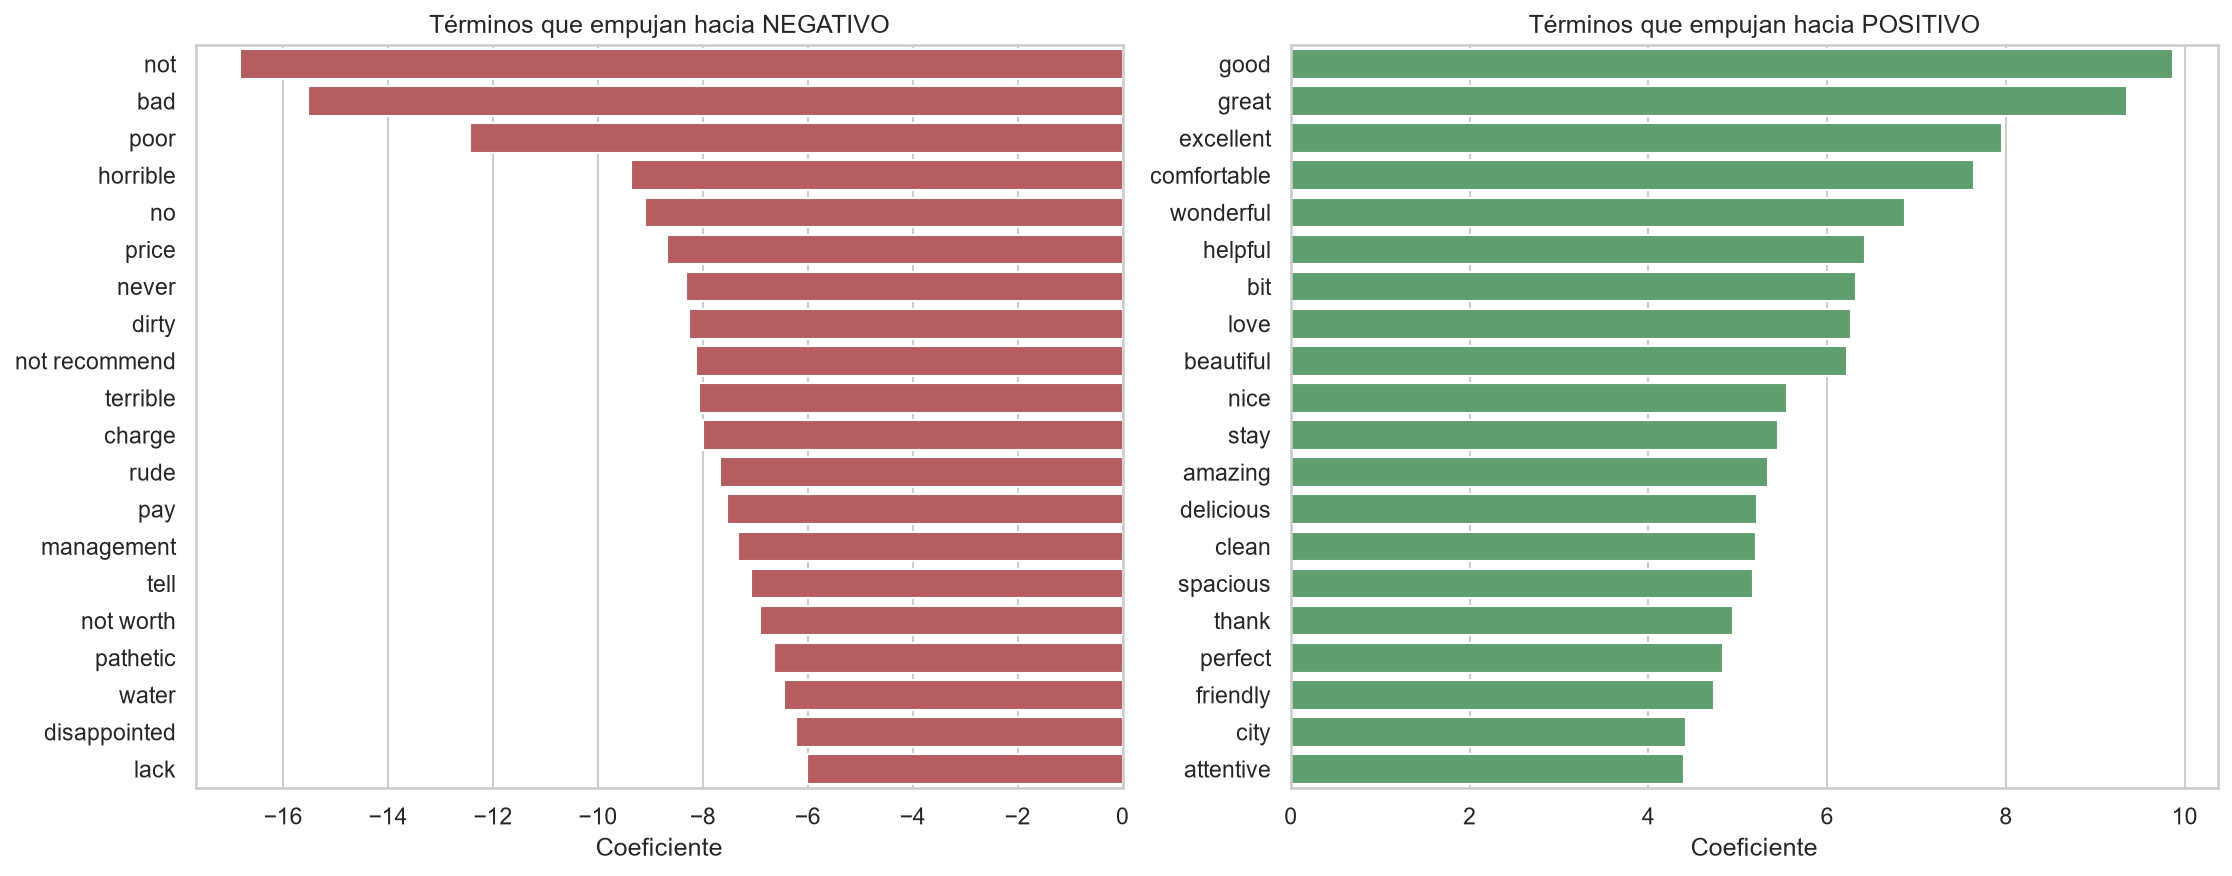 Términos que empujan hacia NEGATIVO
not
bad
poor
horrible
no
price
never
dirty
not recommend
terrible
charge
rude
pay
management
tell
not worth
pathetic
water
disappointed
lack
−16 −14 −12 −10 −8 −6 −4 −2 0
Coeficiente
Términos que empujan hacia POSITIVO
good
great
excellent
comfortable
wonderful
helpful
bit
love
beautiful
nice
stay
amazing
delicious
clean
spacious
thank
perfect
friendly
city
attentive
0 2 4 6 8 10
Coeficiente